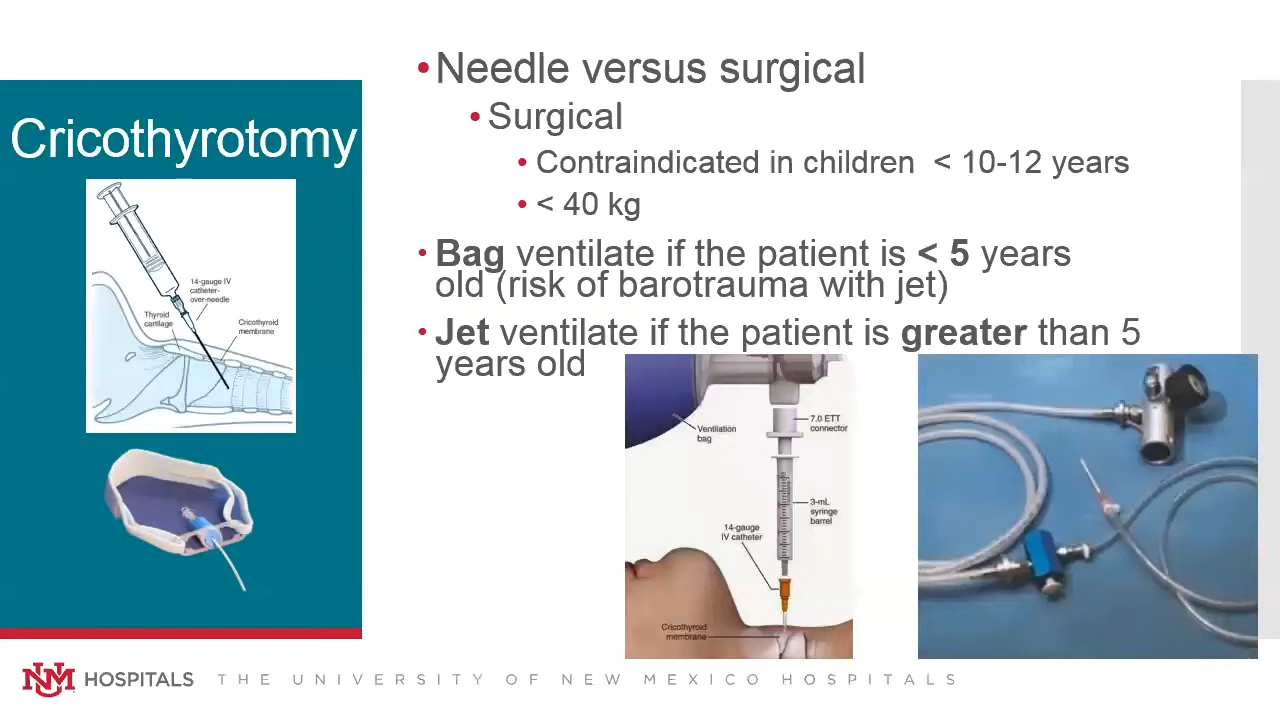 Cricothyrotomy
14-gauge IV
catheter-
over-needle
Thyroid
cartilage
Cricothyroid
membrane
•Needle versus surgical
• Surgical
• Contraindicated in children < 10-12 years
• < 40 kg
• Bag ventilate if the patient is < 5 years
old (risk of barotrauma with jet)
• Jet ventilate if the patient is greater than 5
years old
Ventilation
bag
7.0 ETT
connector
3-mL
syringe
barrel
14-gauge
IV catheter
Cricothyroid
membrane
UNM HOSPITALS THE UNIVERSITY OF NEW MEXICO HOSPITALS